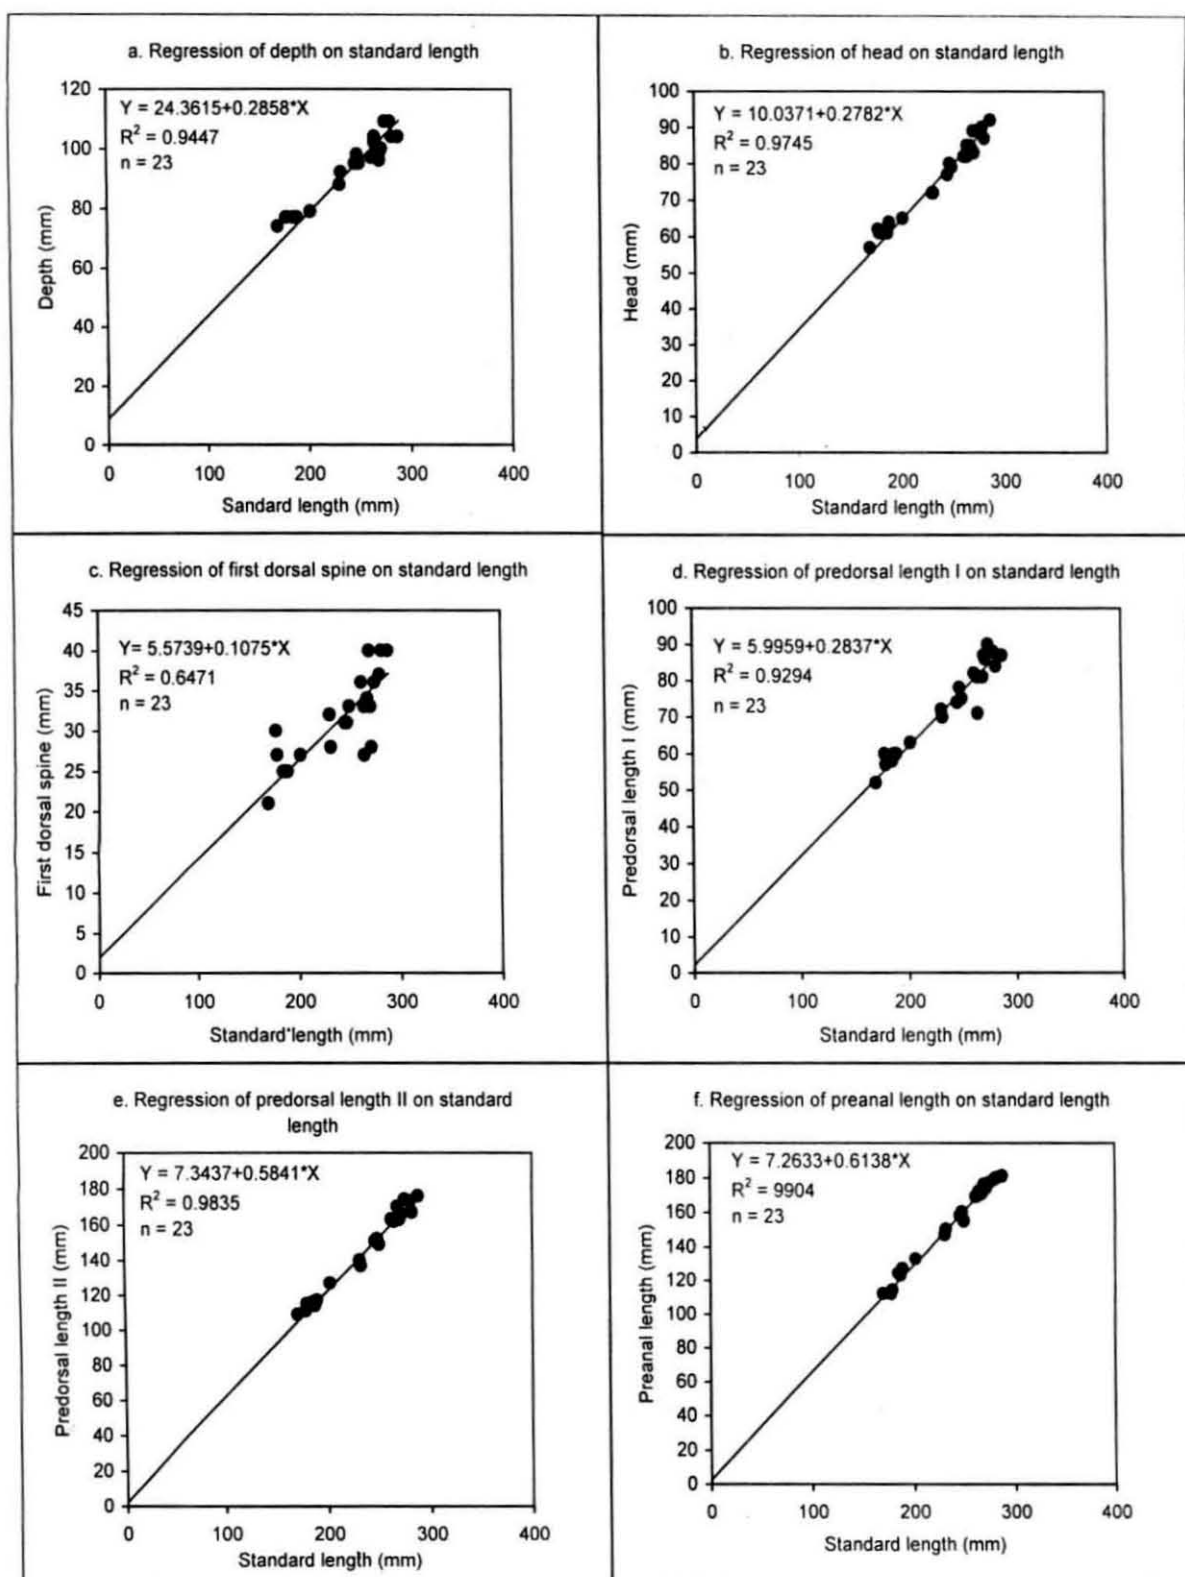 a. Regression of depth on standard length
Y = 24.3615+0.2858*X
R² = 0.9447
n = 23
Depth (mm)
120
100
80
60
40
20
0
0 100 200 300 400
Sandard length (mm)
b. Regression of head on standard length
Y = 10.0371+0.2782*X
R² = 0.9745
n = 23
Head (mm)
100
90
80
70
60
50
40
30
20
10
0
0 100 200 300 400
Standard length (mm)
c. Regression of first dorsal spine on standard length
Y= 5.5739+0.1075*X
R² = 0.6471
n = 23
First dorsal spine (mm)
45
40
35
30
25
20
15
10
5
0
0 100 200 300 400
Standard length (mm)
d. Regression of predorsal length I on standard length
Y = 5.9959+0.2837*X
R² = 0.9294
n = 23
Predorsal length I (mm)
100
90
80
70
60
50
40
30
20
10
0
0 100 200 300 400
Standard length (mm)
e. Regression of predorsal length II on standard
length
Y = 7.3437+0.5841*X
R² = 0.9835
n = 23
Predorsal length II (mm)
200
180
160
140
120
100
80
60
40
20
0
0 100 200 300 400
Standard length (mm)
f. Regression of preanal length on standard length
Y = 7.2633+0.6138*X
R² = 9904
n = 23
Preanal length (mm)
200
180
160
140
120
100
80
60
40
20
0
0 100 200 300 400
Standard length (mm)